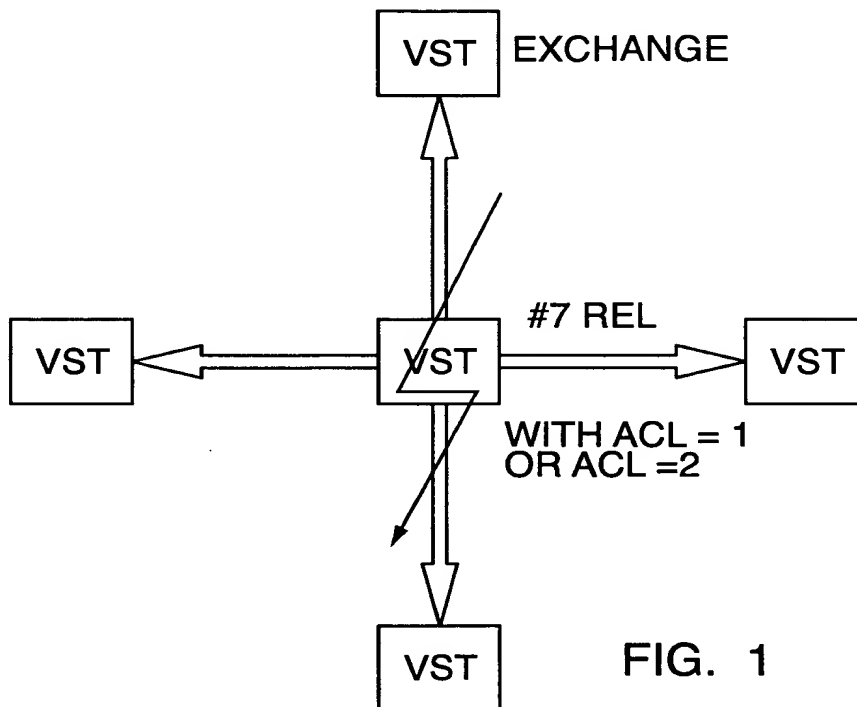 VST EXCHANGE
#7 REL
VST VST VST
WITH ACL = 1
OR ACL =2
VST
FIG. 1